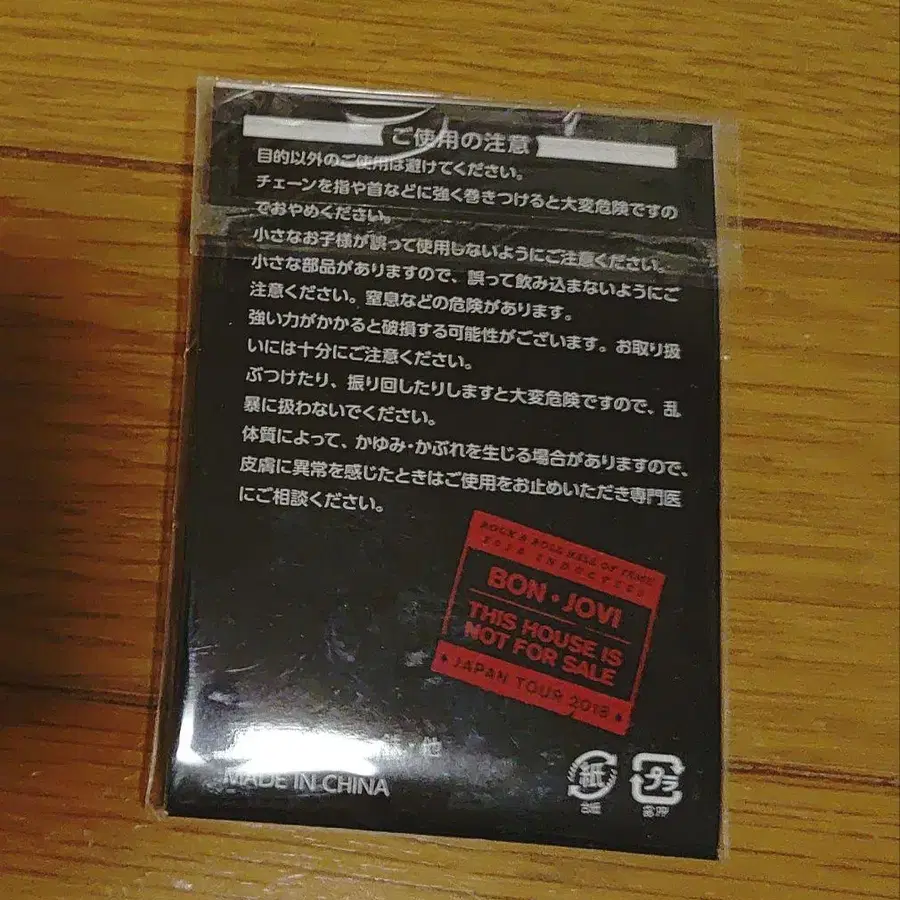 ご使用の注意
目的以外のご使用は避けてください。
チェーンを指や首などに強く巻きつけると大変危険ですの
でおやめください。
小さなお子様が誤って使用しないようにご注意ください。
小さな部品がありますので、誤って飲み込まないようにご
注意ください。窒息などの危険があります。
強い力がかかると破損する可能性がございます。お取り扱
いには十分にご注意ください。
ぶつけたり、振り回したりしますと大変危険ですので、乱
暴に扱わないでください。
体質によって、かゆみ・かぶれを生じる場合がありますので、
皮膚に異常を感じたときはご使用をお止めいただき専門医
にご相談ください。
ROCK & ROLL HALL OF FAME
2018 INDUCTEES
BON • JOVI
THIS HOUSE IS
NOT FOR SALE
JAPAN TOUR 2018
他
MADE IN CHINA
紙
台紙
プラ
袋:PP